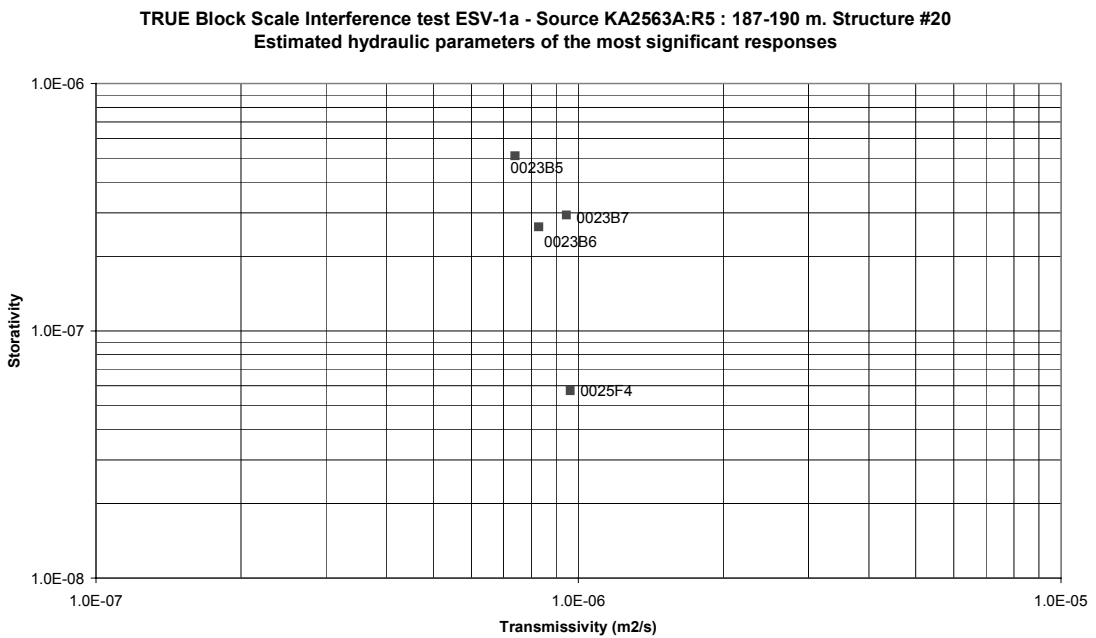 TRUE Block Scale Interference test ESV-1a - Source KA2563A:R5 : 187-190 m. Structure #20
Estimated hydraulic parameters of the most significant responses
1.0E-06
0023B5
0023B7
0023B6
Storativity
1.0E-07
0025F4
1.0E-08
1.0E-07
1.0E-06
1.0E-05
Transmissivity (m2/s)